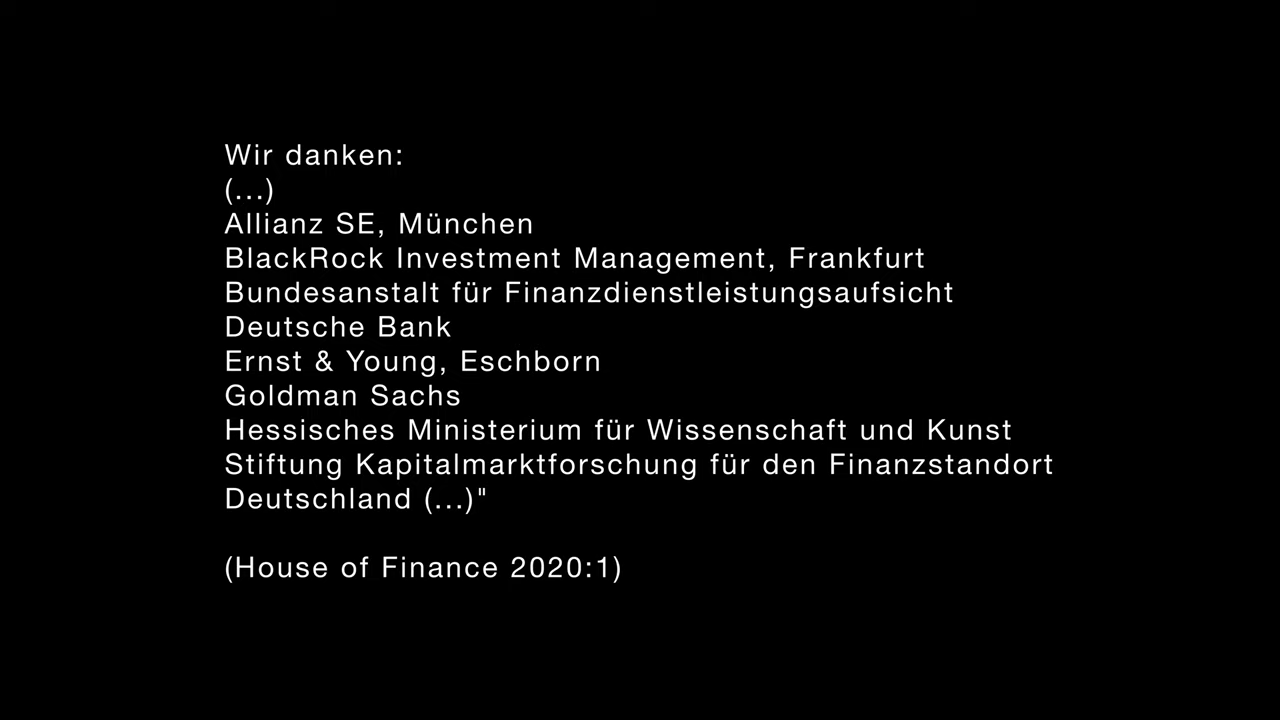 Wir danken:
(...)
Allianz SE, München
BlackRock Investment Management, Frankfurt
Bundesanstalt für Finanzdienstleistungsaufsicht
Deutsche Bank
Ernst & Young, Eschborn
Goldman Sachs
Hessisches Ministerium für Wissenschaft und Kunst
Stiftung Kapitalmarktforschung für den Finanzstandort
Deutschland (...)"
(House of Finance 2020:1)